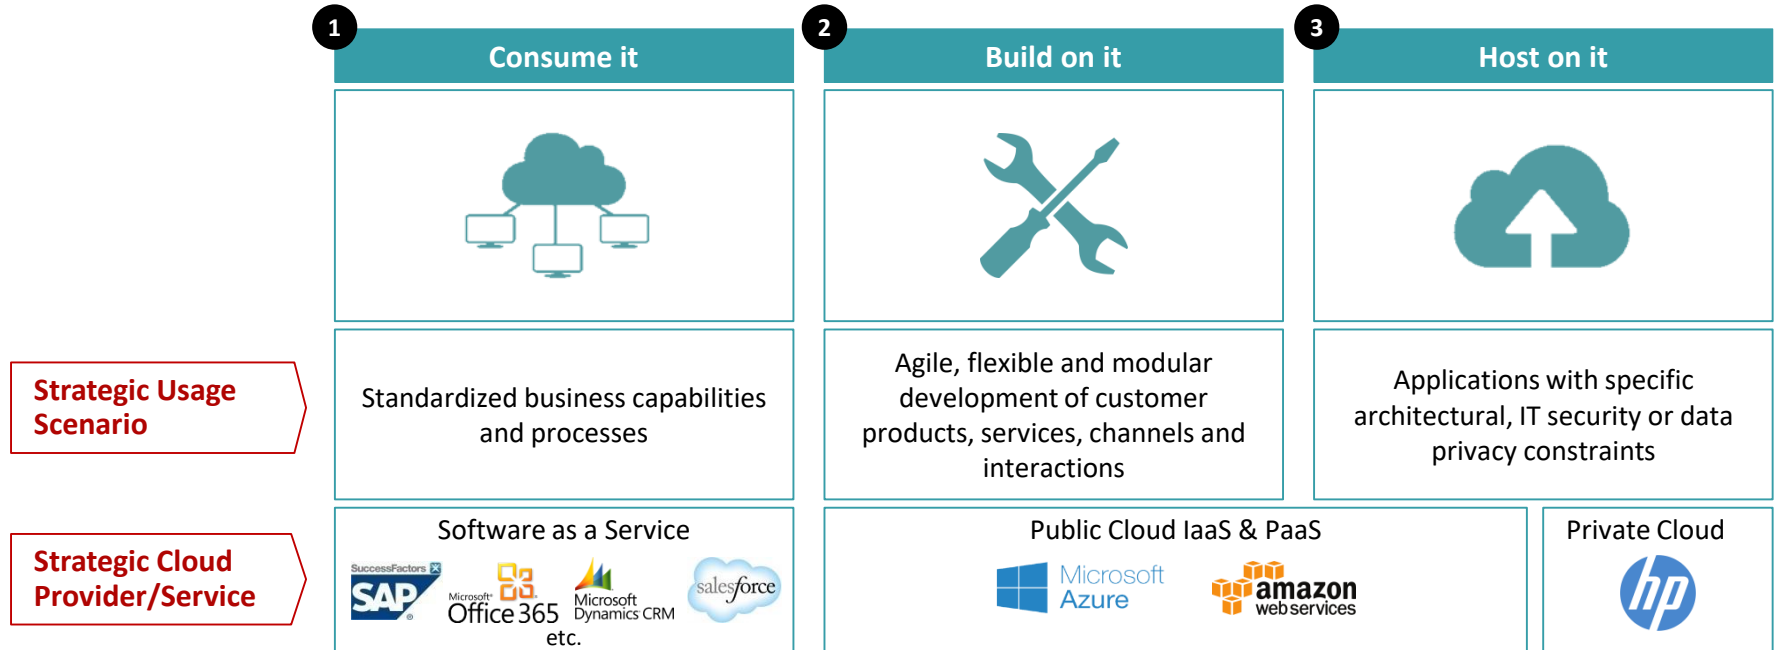 1
Consume it
2
Build on it
3
Host on it
Strategic Usage
Scenario
Standardized business capabilities
and processes
Agile, flexible and modular
development of customer
products, services, channels and
interactions
Applications with specific
architectural, IT security or data
privacy constraints
Strategic Cloud
Provider/Service
Software as a Service
SuccessFactors
SAP
®
Microsoft®
Office 365
Microsoft
Dynamics CRM
salesforce
etc.
Public Cloud IaaS & PaaS
Microsoft
Azure
amazon
webservices
Private Cloud
hp